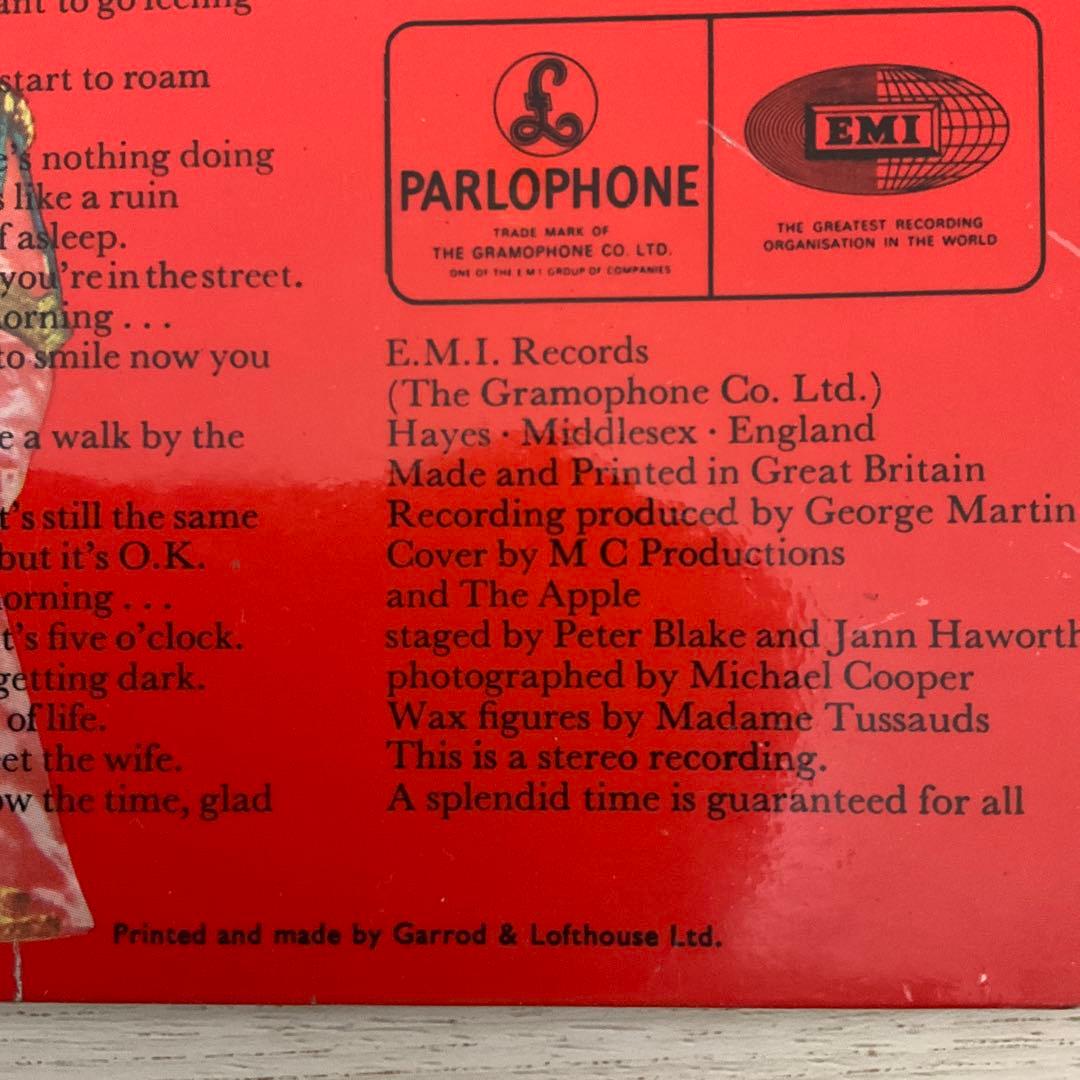 to go feeling
start to roam
nothing doing
like a ruin
asleep.
you're in the street.
to smile now you
a walk by the
still the same
but it's O.K.
five o'clock.
getting dark.
of life.
the wife.
the time, glad
PARLOPHONE
TRADE MARK OF
THE GRAMOPHONE CO. LTD.
ONE OF THE E M I GROUP OF COMPANIES
EMI
THE GREATEST RECORDING
ORGANISATION IN THE WORLD
E.M.I. Records
(The Gramophone Co. Ltd.)
Hayes · Middlesex · England
Made and Printed in Great Britain
Recording produced by George Martin
Cover by M C Productions
and The Apple
staged by Peter Blake and Jann Haworth
photographed by Michael Cooper
Wax figures by Madame Tussauds
This is a stereo recording.
A splendid time is guaranteed for all
Printed and made by Garrod & Lofthouse Ltd.